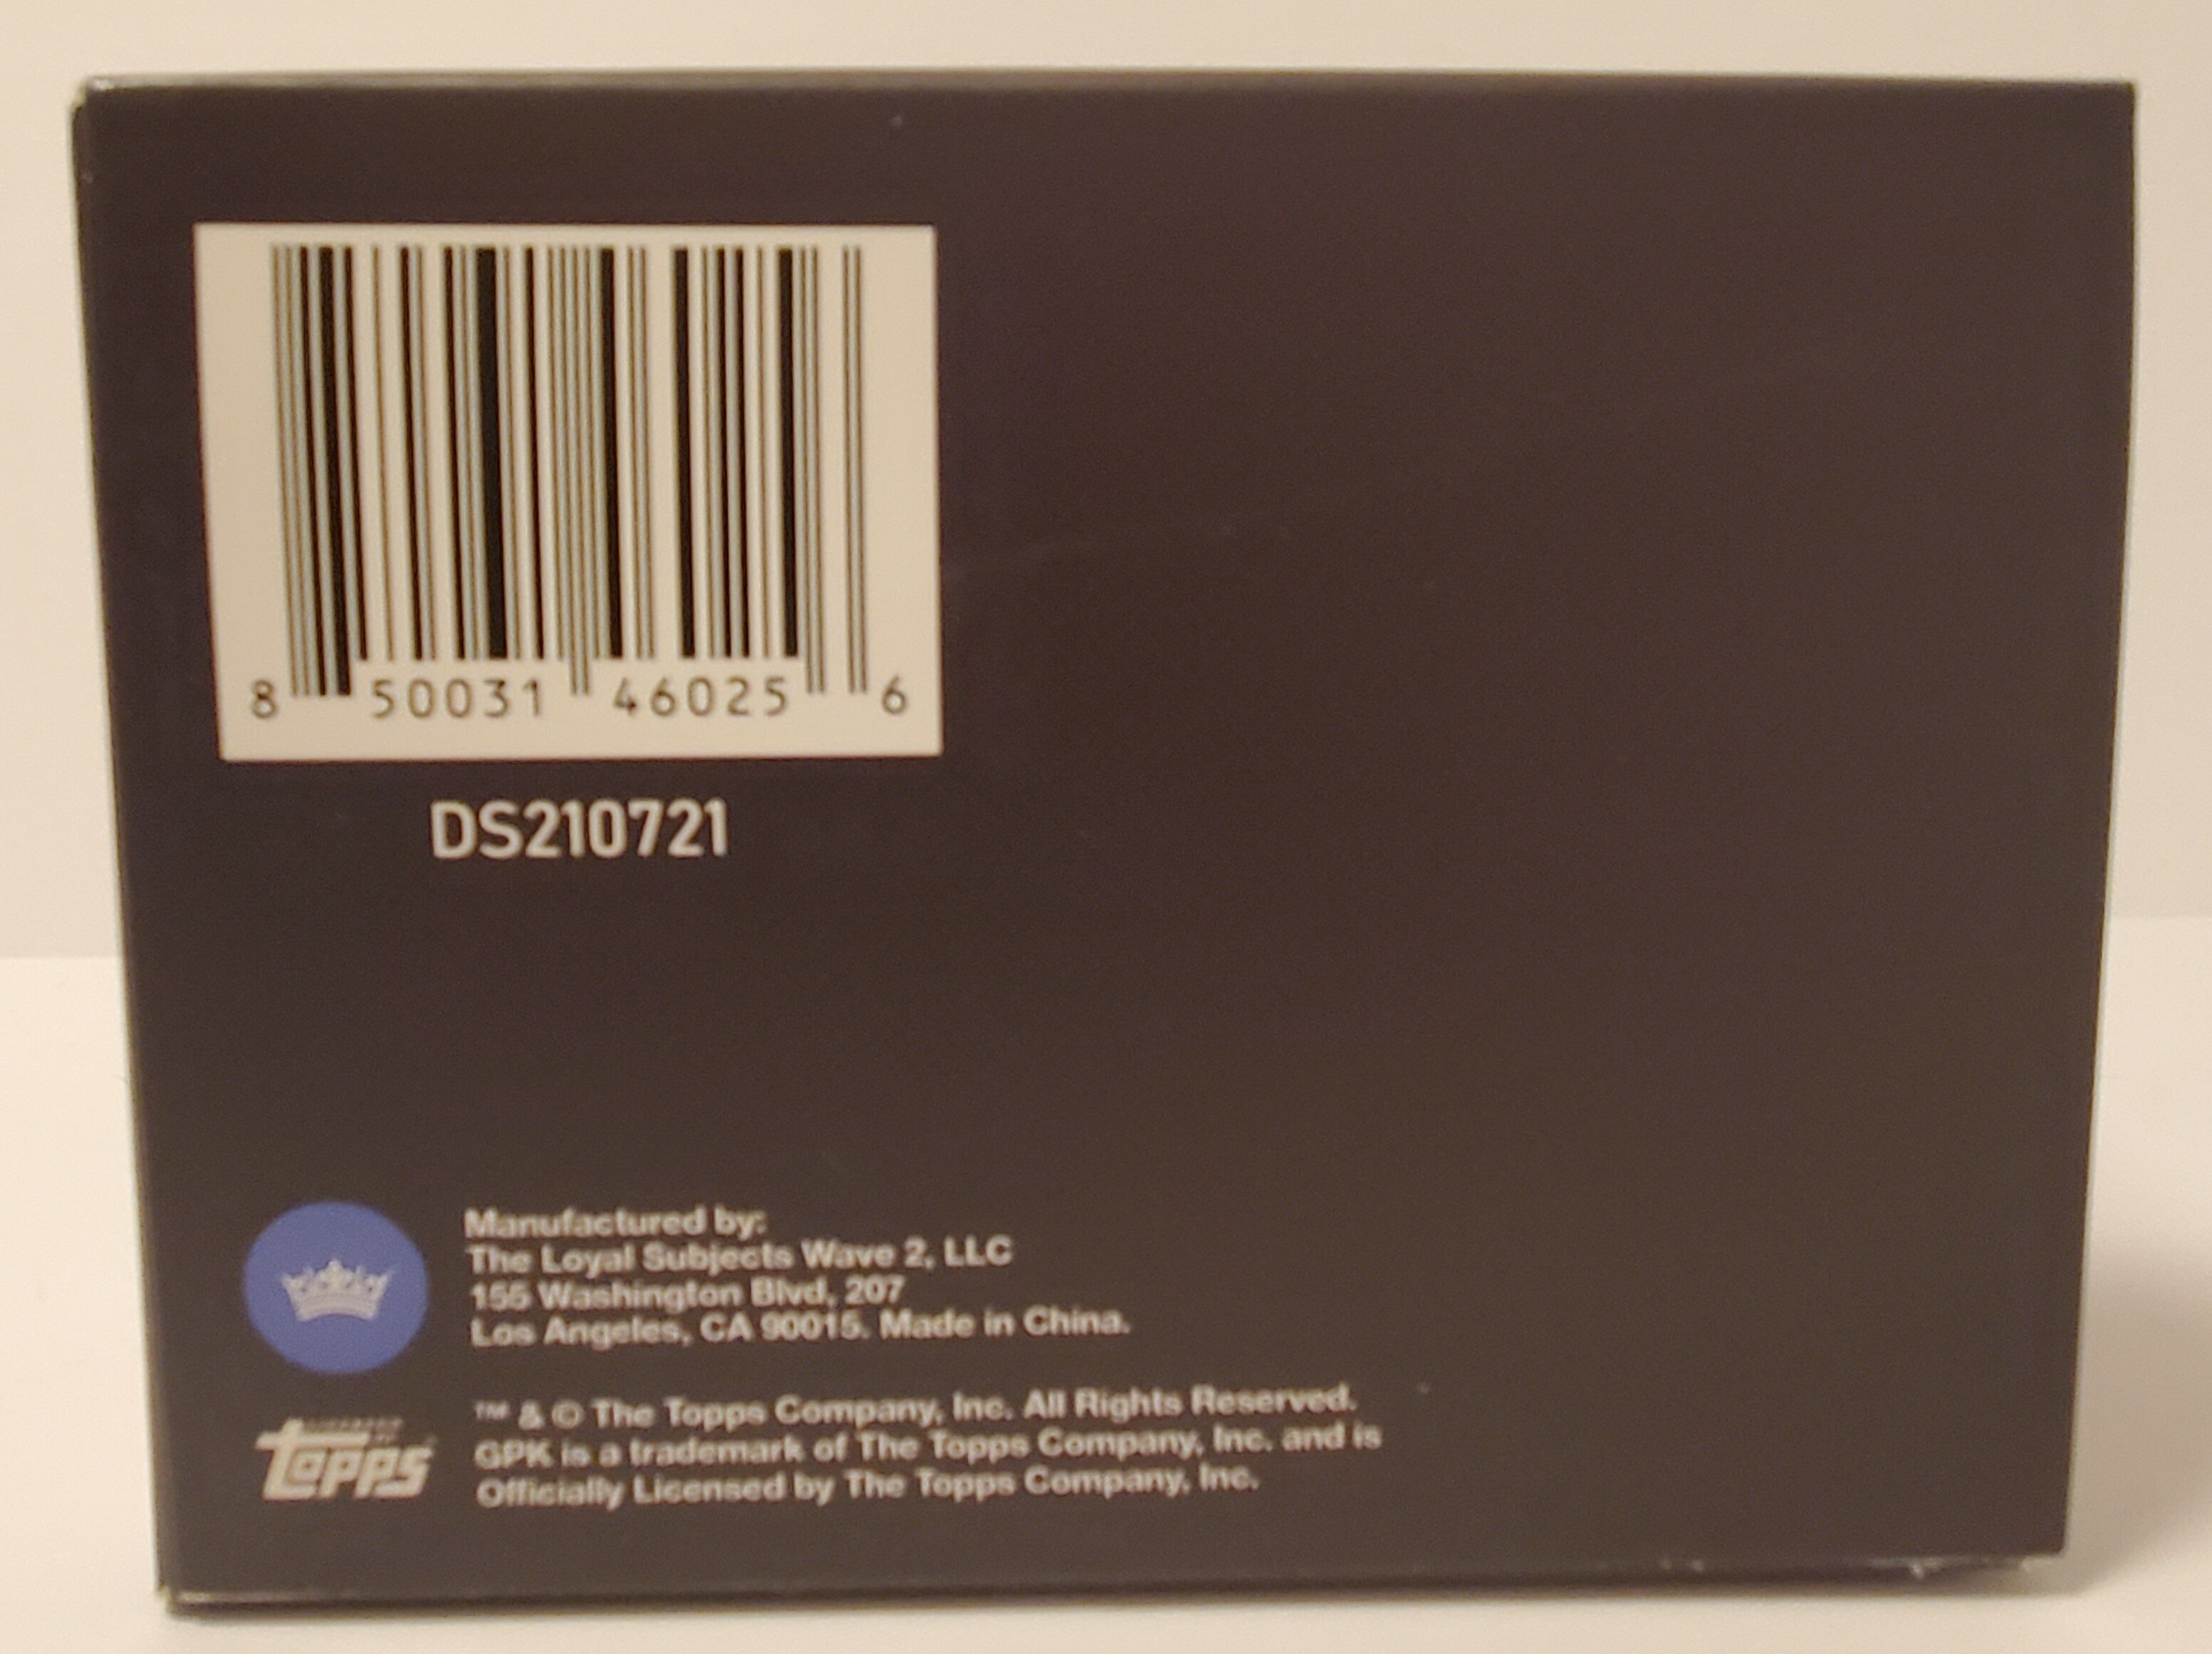 8 50031 46025 6
DS210721
Manufactured by:
The Loyal Subjects Wave 2, LLC
155 Washington Blvd, 207
Los Angeles, CA 90015. Made in China.
Topps
™ & © The Topps Company, Inc. All Rights Reserved.
GPK is a trademark of The Topps Company, Inc. and is
Officially Licensed by The Topps Company, Inc.